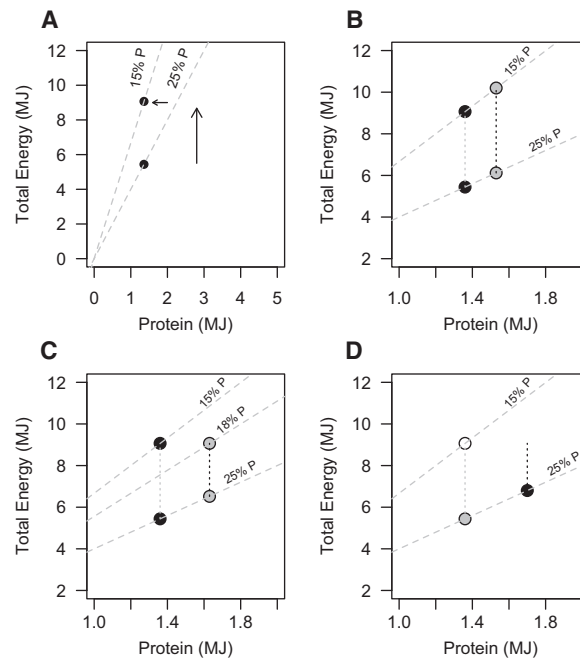 A
12
10
8
6
4
2
0
Total Energy (MJ)
15% P
25% P
0 1 2 3 4 5
Protein (MJ)
B
12
10
8
6
4
2
Total Energy (MJ)
15% P
25% P
1.0 1.4 1.8
Protein (MJ)
C
12
10
8
6
4
2
Total Energy (MJ)
15% P
18% P
25% P
1.0 1.4 1.8
Protein (MJ)
D
12
10
8
6
4
2
Total Energy (MJ)
15% P
25% P
1.0 1.4 1.8
Protein (MJ)